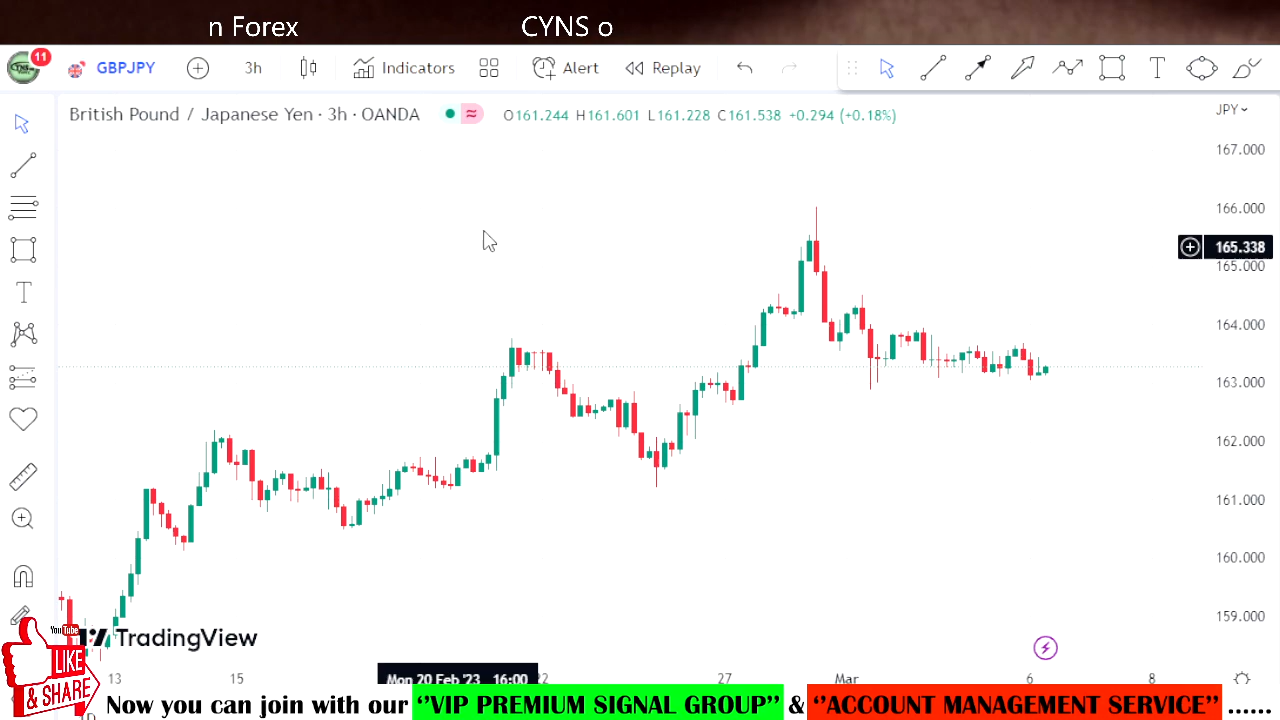 n Forex CYNS o
11 GBPJPY 3h Indicators Alert Replay
British Pound / Japanese Yen · 3h · OANDA O161.244 H161.601 L161.228 C161.538 +0.294 (+0.18%) JPY
167.000
166.000
165.338
165.000
164.000
163.000
162.000
161.000
160.000
159.000
YouTube
LIKE
& SHARE
TradingView
13 15 Mon 20 Feb '23 16:00 22 27 Mar 6 8
Now you can join with our ‘‘VIP PREMIUM SIGNAL GROUP’’ & ‘‘ACCOUNT MANAGEMENT SERVICE’’ ......